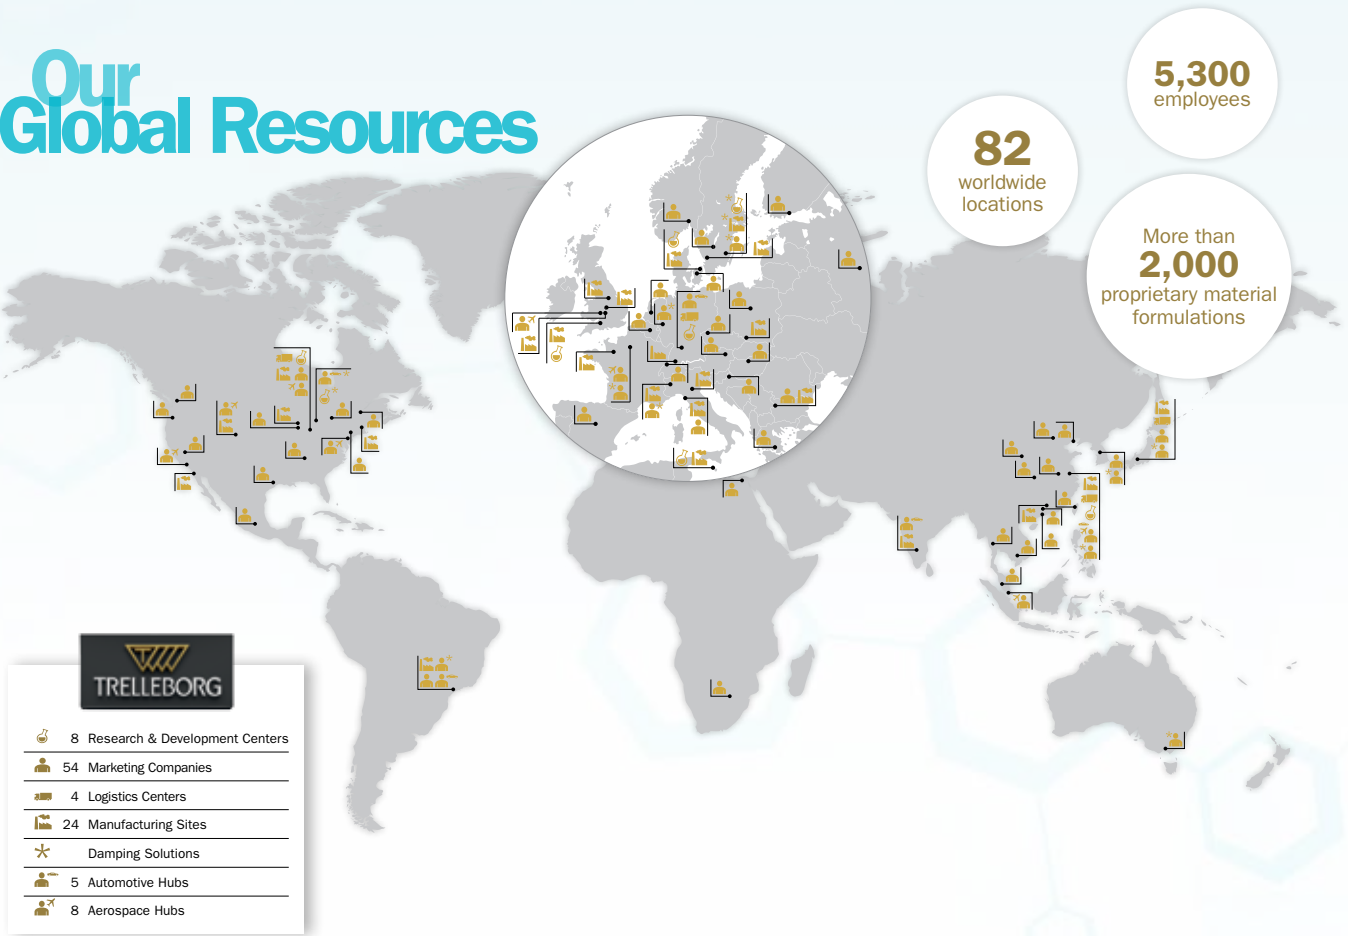 Our
Global Resources
5,300
employees
82
worldwide
locations
More than
2,000
proprietary material
formulations
TRELLEBORG
8 Research & Development Centers
54 Marketing Companies
4 Logistics Centers
24 Manufacturing Sites
Damping Solutions
5 Automotive Hubs
8 Aerospace Hubs